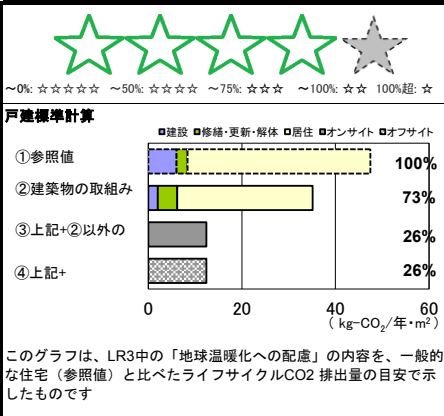 ～0%: ☆☆☆☆☆ ～50%: ☆☆☆☆ ～75%: ☆☆☆ ～100%: ☆☆ 100%超: ☆
戸建標準計算
■建設 ■修繕・更新・解体 □居住 ■オンサイト ■オフサイト
①参照値 100%
②建築物の取組み 73%
③上記+②以外の 26%
④上記+ 26%
0 20 40 60
（ kg-CO2/年・m2 ）
このグラフは、LR3中の「地球温暖化への配慮」の内容を、一般的
な住宅（参照値）と比べたライフサイクルCO2 排出量の目安で示
したものです